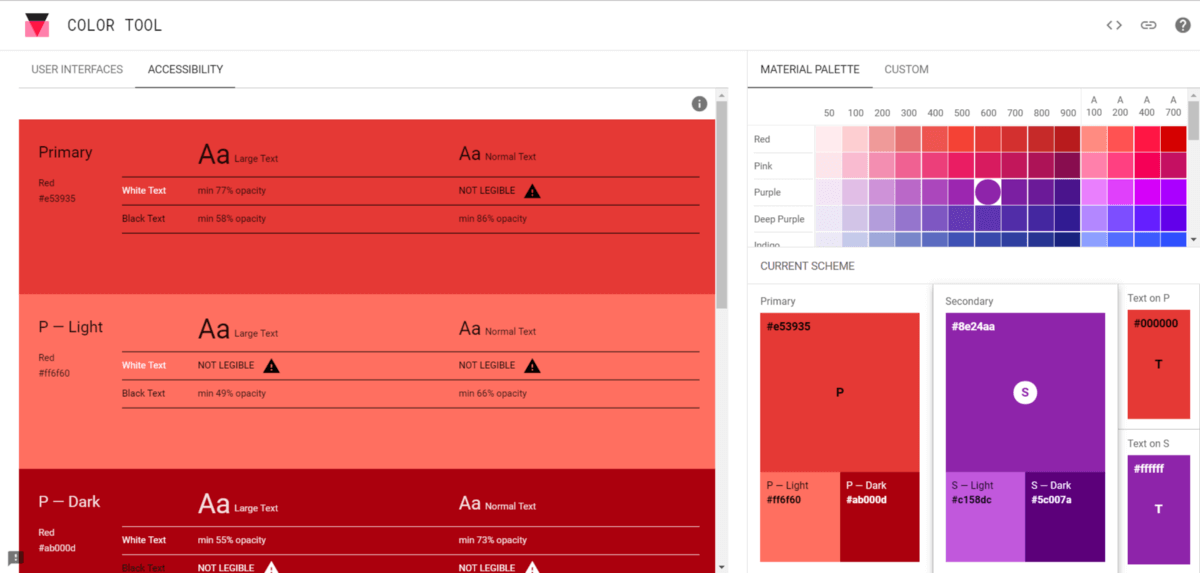 COLOR TOOL
USER INTERFACES ACCESSIBILITY
Primary
Red
#e53935
Aa Large Text Aa Normal Text
White Text min 77% opacity NOT LEGIBLE
Black Text min 58% opacity min 86% opacity
P — Light
Red
#ff6f60
Aa Large Text Aa Normal Text
White Text NOT LEGIBLE NOT LEGIBLE
Black Text min 49% opacity min 66% opacity
P — Dark
Red
#ab000d
Aa Large Text Aa Normal Text
White Text min 55% opacity min 73% opacity
Black Text NOT LEGIBLE NOT LEGIBLE
MATERIAL PALETTE CUSTOM
50 100 200 300 400 500 600 700 800 900 A 100 A 200 A 400 A 700
Red
Pink
Purple
Deep Purple
Indigo
CURRENT SCHEME
Primary
#e53935
P
P — Light
#ff6f60
P — Dark
#ab000d
Secondary
#8e24aa
S
S — Light
#c158dc
S — Dark
#5c007a
Text on P
#000000
T
Text on S
#ffffff
T